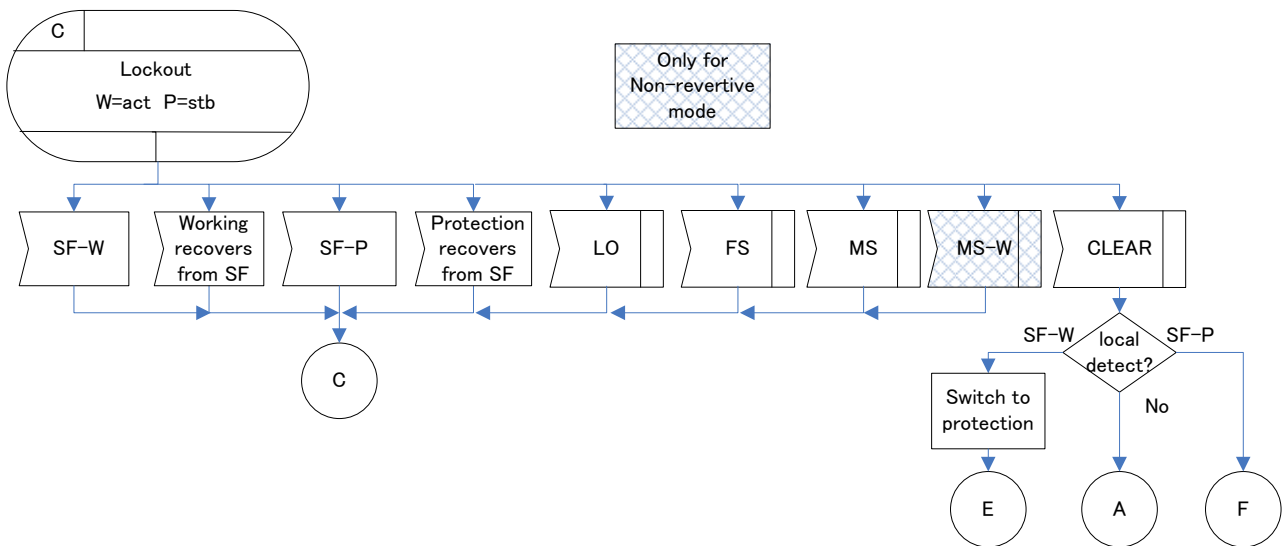 C
Lockout
W=act P=stb
Only for
Non-revertive
mode
SF-W
Working
recovers
from SF
SF-P
Protection
recovers
from SF
LO
FS
MS
MS-W
CLEAR
SF-W
local
detect?
SF-P
No
C
Switch to
protection
E
A
F